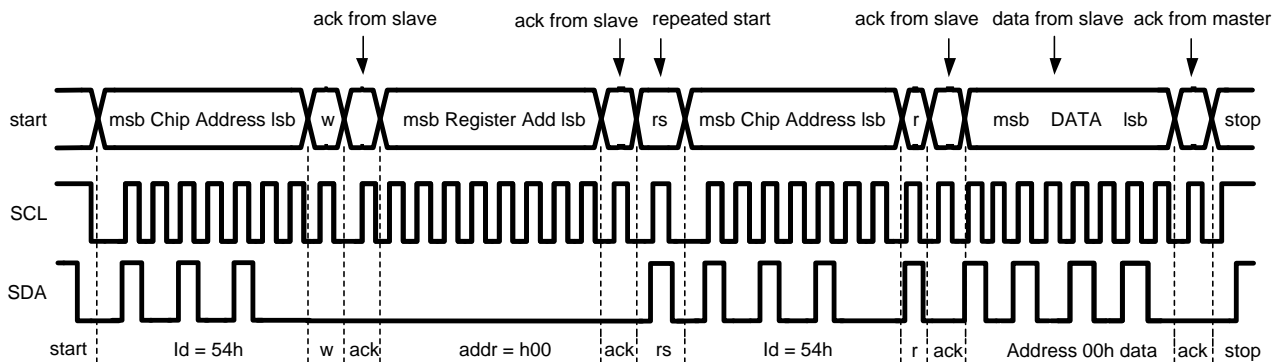 ack from slave
ack from slave
repeated start
ack from slave
data from slave
ack from master
start
msb Chip Address lsb
w
msb Register Add lsb
rs
msb Chip Address lsb
r
msb DATA lsb
stop
SCL
SDA
start
Id = 54h
w
ack
addr = h00
ack
rs
Id = 54h
r
ack
Address 00h data
ack
stop